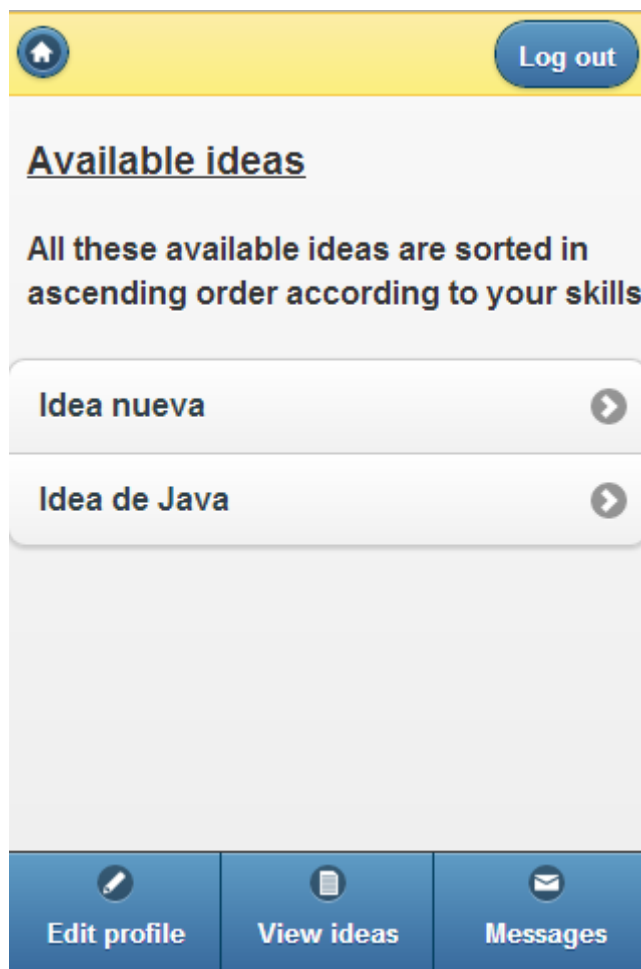 Log out
Available ideas
All these available ideas are sorted in
ascending order according to your skills
Idea nueva
Idea de Java
Edit profile
View ideas
Messages